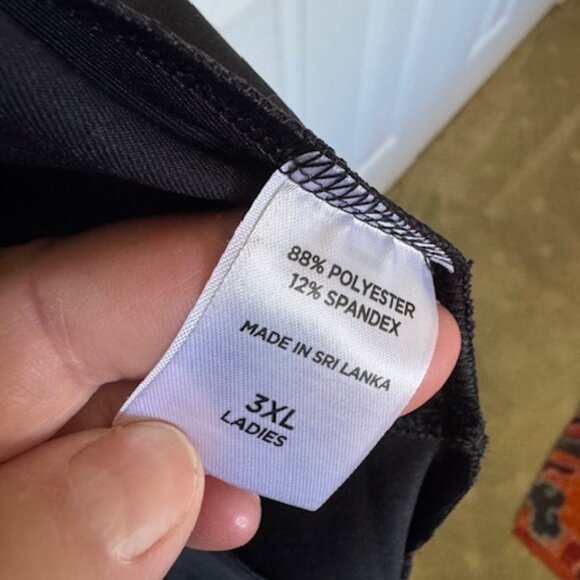 88% POLYESTER
12% SPANDEX
MADE IN SRI LANKA
3XL
LADIES